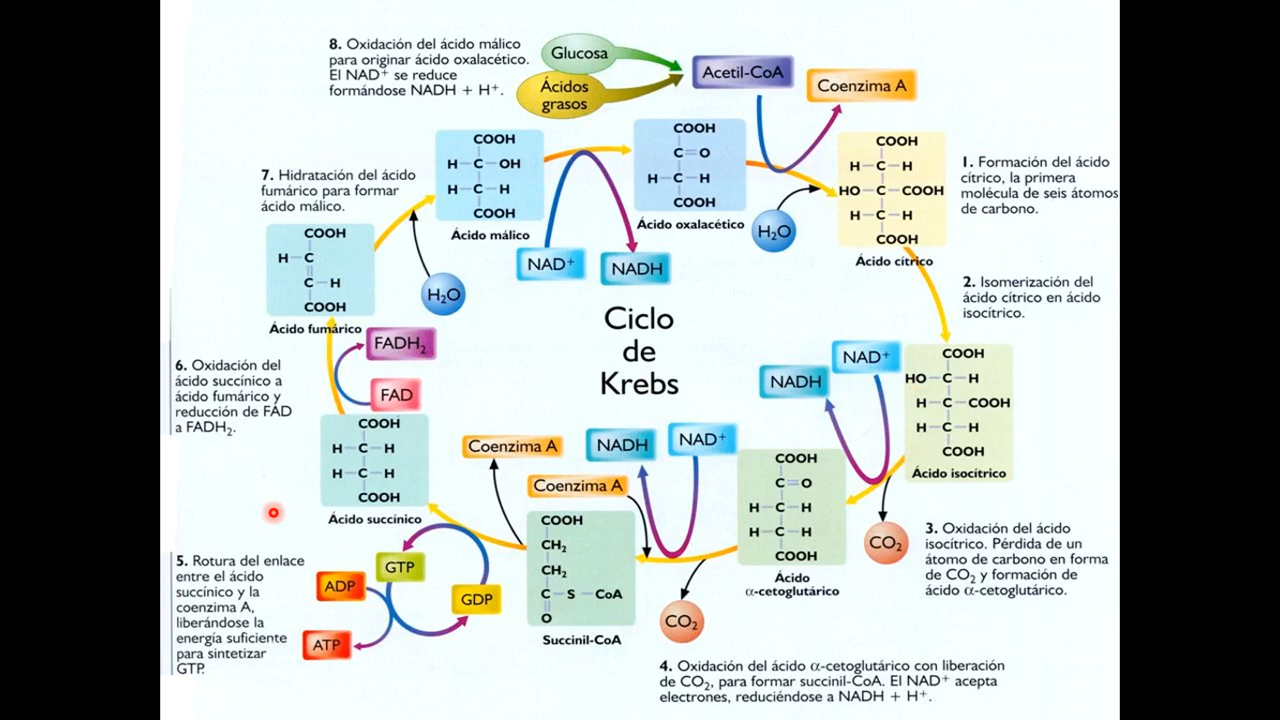 8. Oxidación del ácido málico
para originar ácido oxalacético.
El NAD⁺ se reduce
formándose NADH + H⁺.
Glucosa
Ácidos
grasos
Acetil-CoA
Coenzima A
COOH
H – C – OH
H – C – H
COOH
Ácido málico
COOH
C = O
H – C – H
COOH
Ácido oxalacético
COOH
H – C – H
HO – C – COOH
H – C – H
COOH
Ácido cítrico
1. Formación del ácido
cítrico, la primera
molécula de seis átomos
de carbono.
7. Hidratación del ácido
fumárico para formar
ácido málico.
H₂O
NAD⁺
NADH
H₂O
COOH
H – C
C – H
COOH
Ácido fumárico
2. Isomerización del
ácido cítrico en ácido
isocítrico.
Ciclo
de
Krebs
FADH₂
FAD
6. Oxidación del
ácido succínico a
ácido fumárico y
reducción de FAD
a FADH₂.
NADH
NAD⁺
COOH
HO – C – H
H – C – COOH
H – C – H
COOH
Ácido isocítrico
COOH
H – C – H
H – C – H
COOH
Ácido succínico
Coenzima A
NADH
NAD⁺
Coenzima A
COOH
C = O
H – C – H
H – C – H
COOH
Ácido
α-cetoglutárico
CO₂
3. Oxidación del ácido
isocítrico. Pérdida de un
átomo de carbono en forma
de CO₂ y formación de
ácido α-cetoglutárico.
5. Rotura del enlace
entre el ácido
succínico y la
coenzima A,
liberándose la
energía suficiente
para sintetizar
GTP.
GTP
ADP
GDP
ATP
COOH
CH₂
CH₂
C – S – CoA
O
Succinil-CoA
CO₂
4. Oxidación del ácido α-cetoglutárico con liberación
de CO₂, para formar succinil-CoA. El NAD⁺ acepta
electrones, reduciéndose a NADH + H⁺.